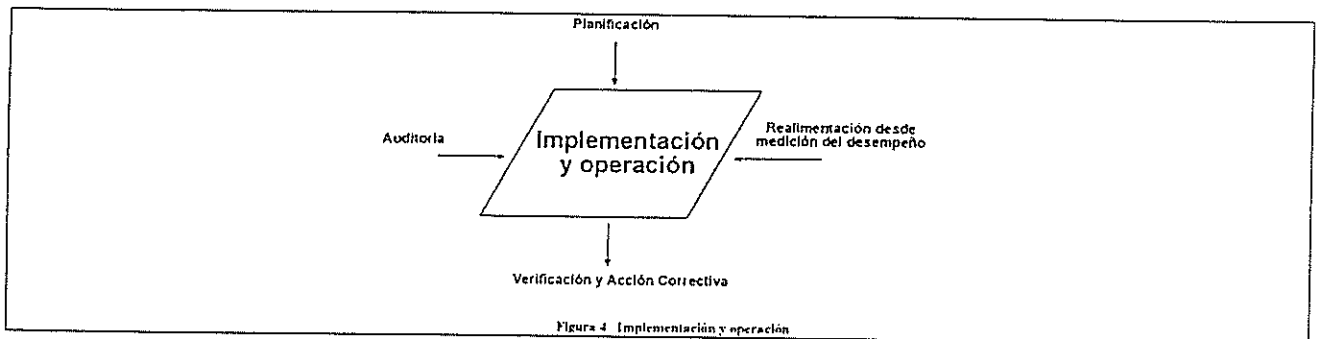 Planificación
Auditoria
Implementación
y operación
Realimentación desde
medición del desempeño
Verificación y Acción Correctiva
Figura 4 Implementación y operación